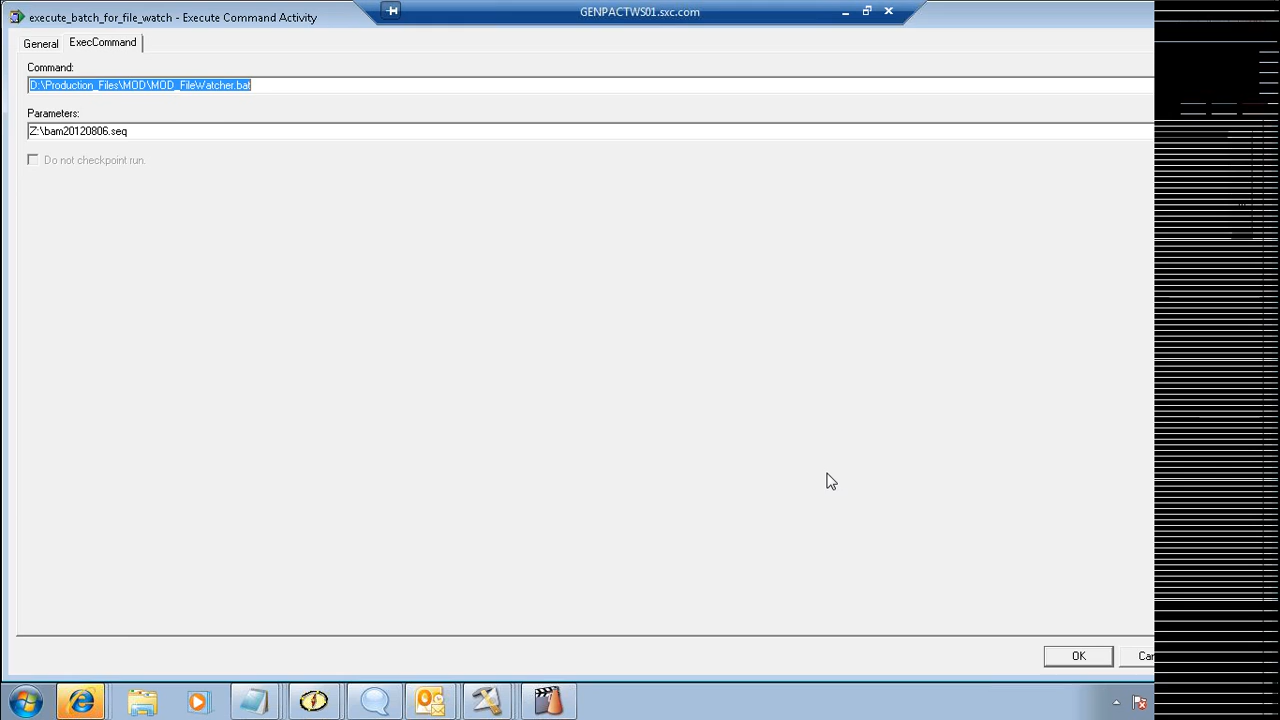 execute_batch_for_file_watch - Execute Command Activity
GENPACTWS01.sxc.com
General
ExecCommand
Command:
D:\Production_Files\MOD\MOD_FileWatcher.bat
Parameters:
Z:\bam20120806.seq
Do not checkpoint run.
OK
Car